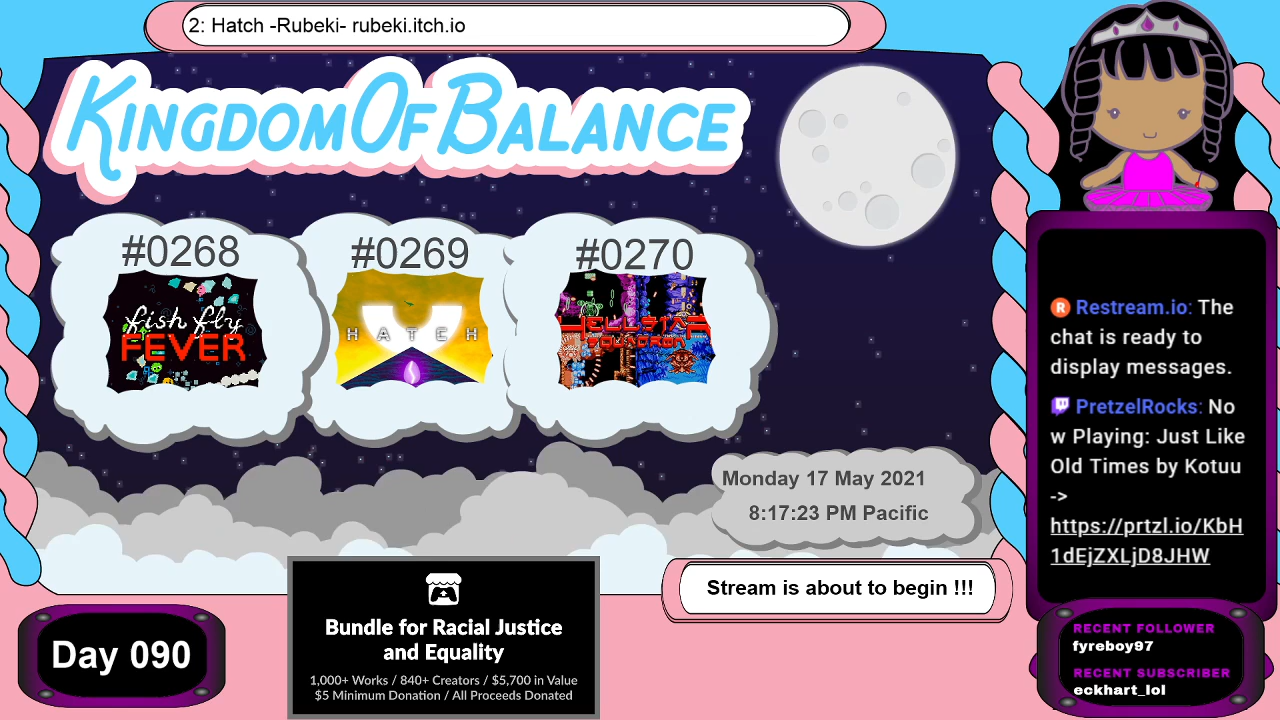 2: Hatch -Rubeki- rubeki.itch.io
KINGDOMOFBALANCE
#0268
#0269
#0270
fish fly
FEVER
HATCH
HELLSTAR
SQUADRON
Monday 17 May 2021
8:17:23 PM Pacific
Stream is about to begin !!!
Day 090
Bundle for Racial Justice
and Equality
1,000+ Works / 840+ Creators / $5,700 in Value
$5 Minimum Donation / All Proceeds Donated
Restream.io: The
chat is ready to
display messages.
PretzelRocks: No
w Playing: Just Like
Old Times by Kotuu
->
https://prtzl.io/KbH
1dEjZXLjD8JHW
RECENT FOLLOWER
fyreboy97
RECENT SUBSCRIBER
eckhart_lol